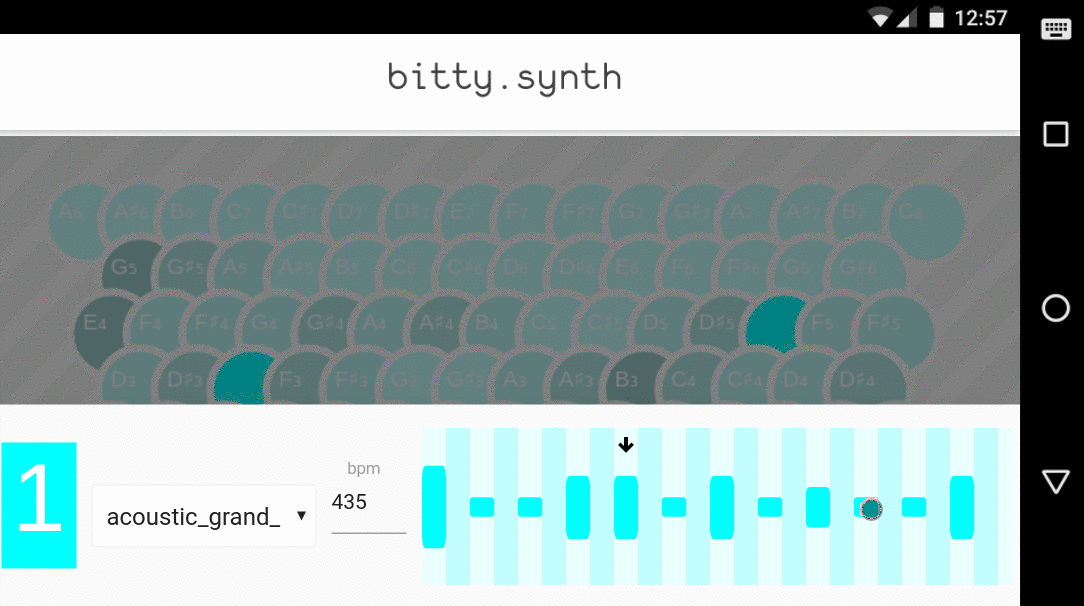 12:57
bitty.synth
A6 A♯6 B6 C7 C♯7 D7 D♯7 E7 F7 F♯7 G7 G♯7 A7 A♯7 B7 C8
G5 G♯5 A5 A♯5 B5 C6 C♯6 D6 D♯6 E6 F6 F♯6 G6 G♯6
E4 F4 F♯4 G4 G♯4 A4 A♯4 B4 C5 C♯5 D5 D♯5 F5 F♯5
D3 D♯3 F3 F♯3 G3 G♯3 A3 A♯3 B3 C4 C♯4 D4 D♯4
1
acoustic_grand_
bpm
435